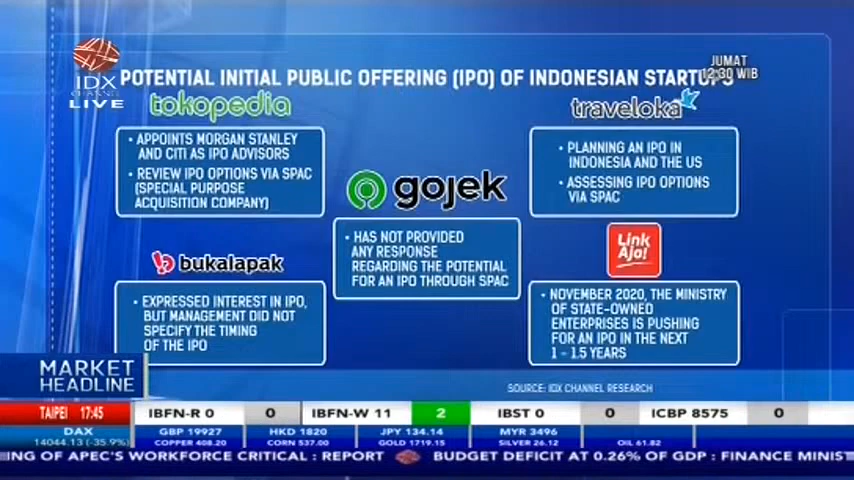 IDX
CHANNEL
LIVE
POTENTIAL INITIAL PUBLIC OFFERING (IPO) OF INDONESIAN STARTUPS
JUMAT
12:30 WIB
tokopedia
• APPOINTS MORGAN STANLEY
AND CITI AS IPO ADVISORS
• REVIEW IPO OPTIONS VIA SPAC
(SPECIAL PURPOSE
ACQUISITION COMPANY)
traveloka
• PLANNING AN IPO IN
INDONESIA AND THE US
• ASSESSING IPO OPTIONS
VIA SPAC
gojek
• HAS NOT PROVIDED
ANY RESPONSE
REGARDING THE POTENTIAL
FOR AN IPO THROUGH SPAC
bukalapak
• EXPRESSED INTEREST IN IPO,
BUT MANAGEMENT DID NOT
SPECIFY THE TIMING
OF THE IPO
Link
Aja!
• NOVEMBER 2020, THE MINISTRY
OF STATE-OWNED
ENTERPRISES IS PUSHING
FOR AN IPO IN THE NEXT
1 - 1.5 YEARS
MARKET
HEADLINE
SOURCE: IDX CHANNEL RESEARCH
TAIPEI 17:45 IBFN-R 0 0 IBFN-W 11 2 IBST 0 0 ICBP 8575 0
DAX GBP 19927 HKD 1820 JPY 134.14 MYR 3496
14044.13 (-35.9%) COPPER 408.20 CORN 537.00 GOLD 1719.15 SILVER 26.12 OIL 61.82
ING OF APEC'S WORKFORCE CRITICAL : REPORT BUDGET DEFICIT AT 0.26% OF GDP : FINANCE MINIST